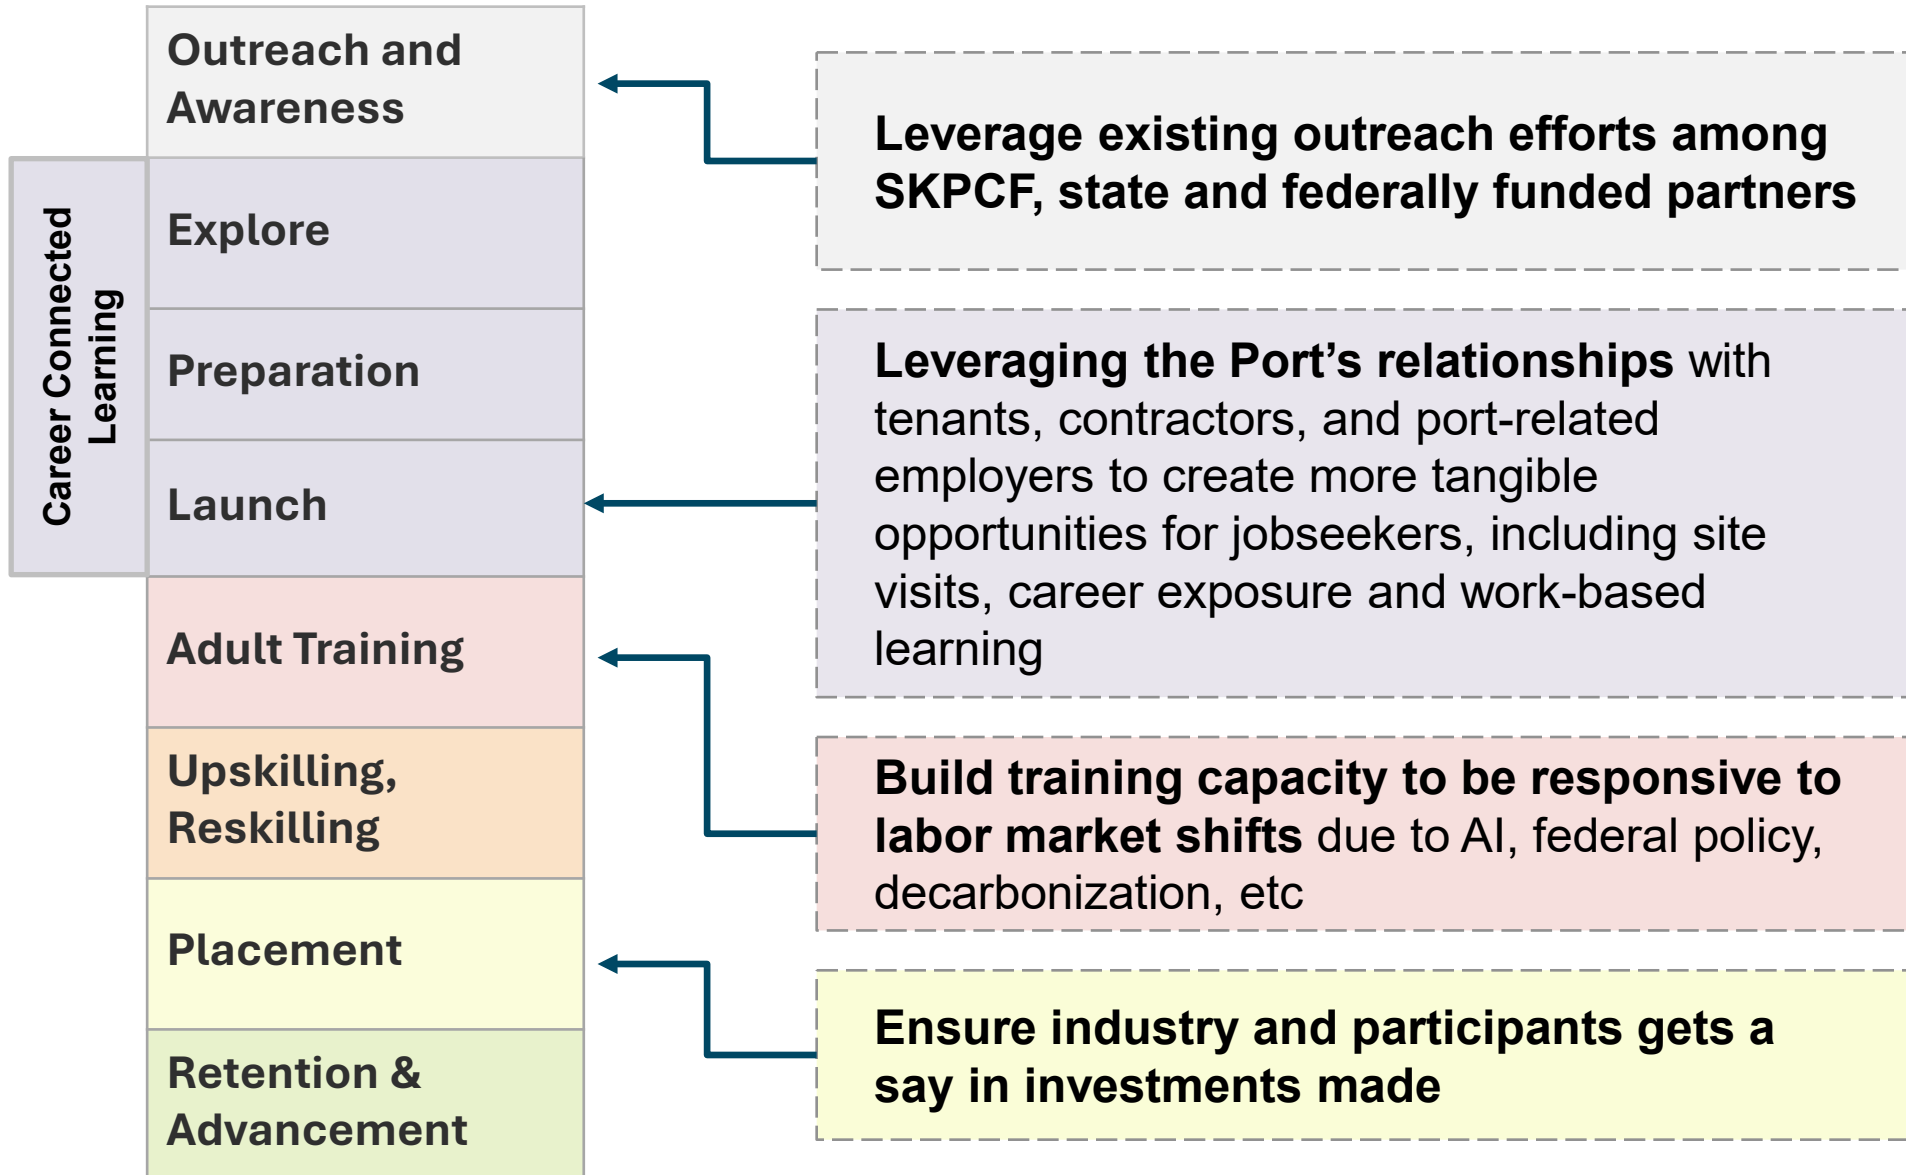 Outreach and
Awareness
Career Connected
Learning
Explore
Preparation
Launch
Adult Training
Upskilling,
Reskilling
Placement
Retention &
Advancement
Leverage existing outreach efforts among
SKPCF, state and federally funded partners
Leveraging the Port’s relationships with
tenants, contractors, and port-related
employers to create more tangible
opportunities for jobseekers, including site
visits, career exposure and work-based
learning
Build training capacity to be responsive to
labor market shifts due to AI, federal policy,
decarbonization, etc
Ensure industry and participants gets a
say in investments made